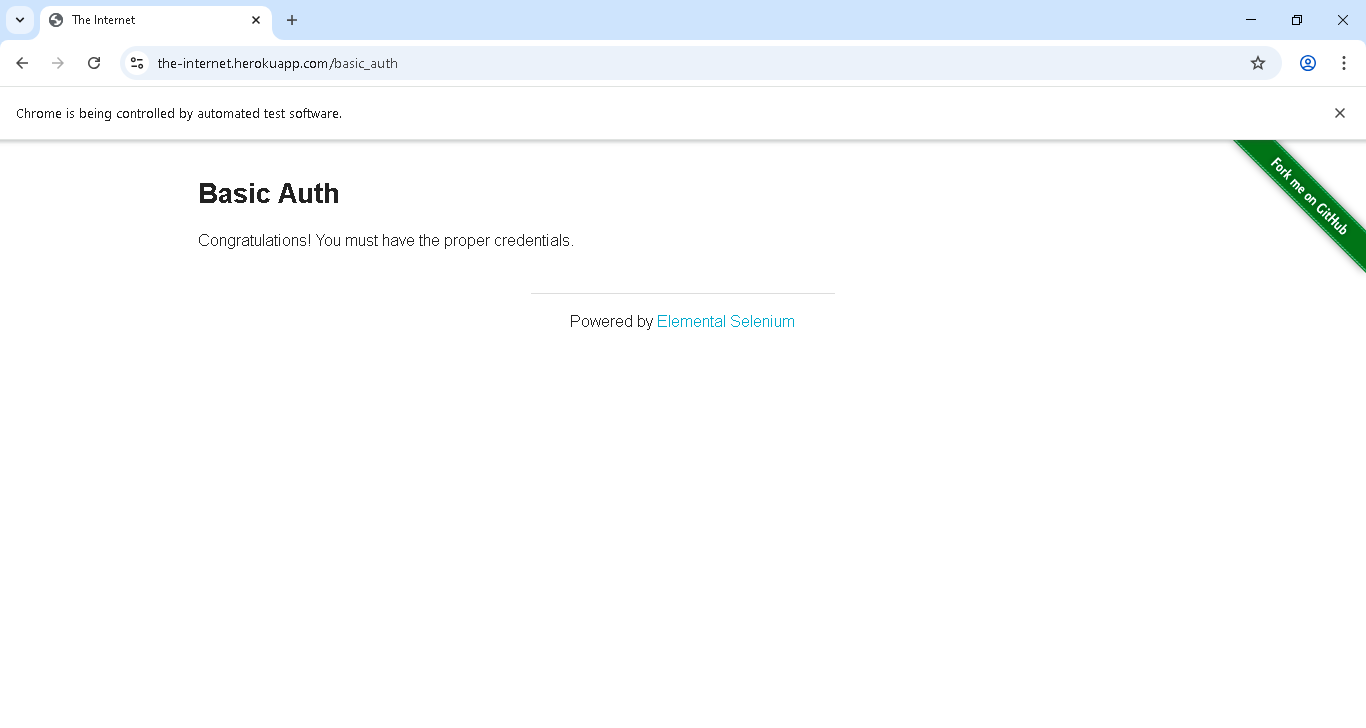 The Internet
the-internet.herokuapp.com/basic_auth
Chrome is being controlled by automated test software.
Fork me on GitHub
Basic Auth
Congratulations! You must have the proper credentials.
Powered by Elemental Selenium